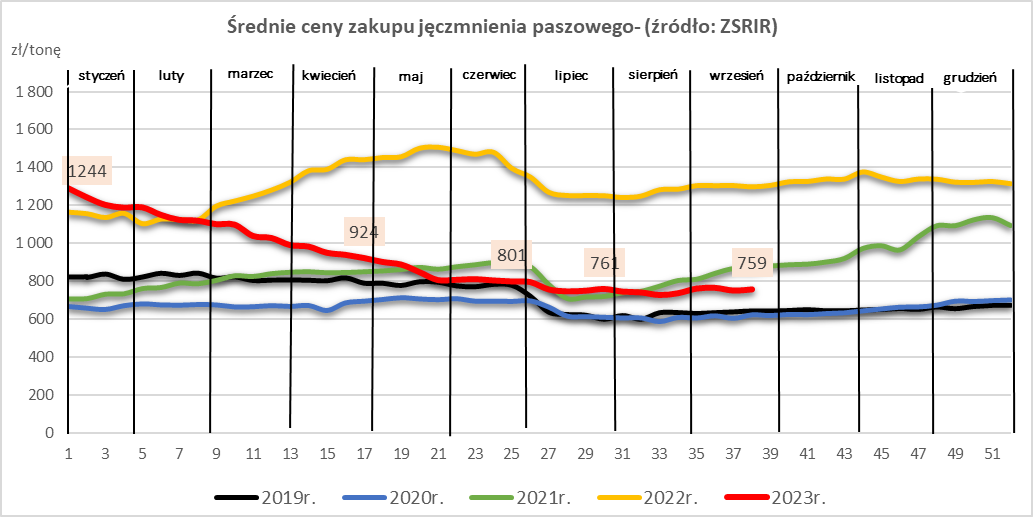 Średnie ceny zakupu jęczmnienia paszowego- (źródło: ZSRIR)
zł/tonę
styczeń luty marzec kwiecień maj czerwiec lipiec sierpień wrzesień październik listopad grudzień
1 800
1 600
1 400
1244
1 200
924
1 000
801 761 759
800
600
400
200
0
1 3 5 7 9 11 13 15 17 19 21 23 25 27 29 31 33 35 37 39 41 43 45 47 49 51
2019r. 2020r. 2021r. 2022r. 2023r.